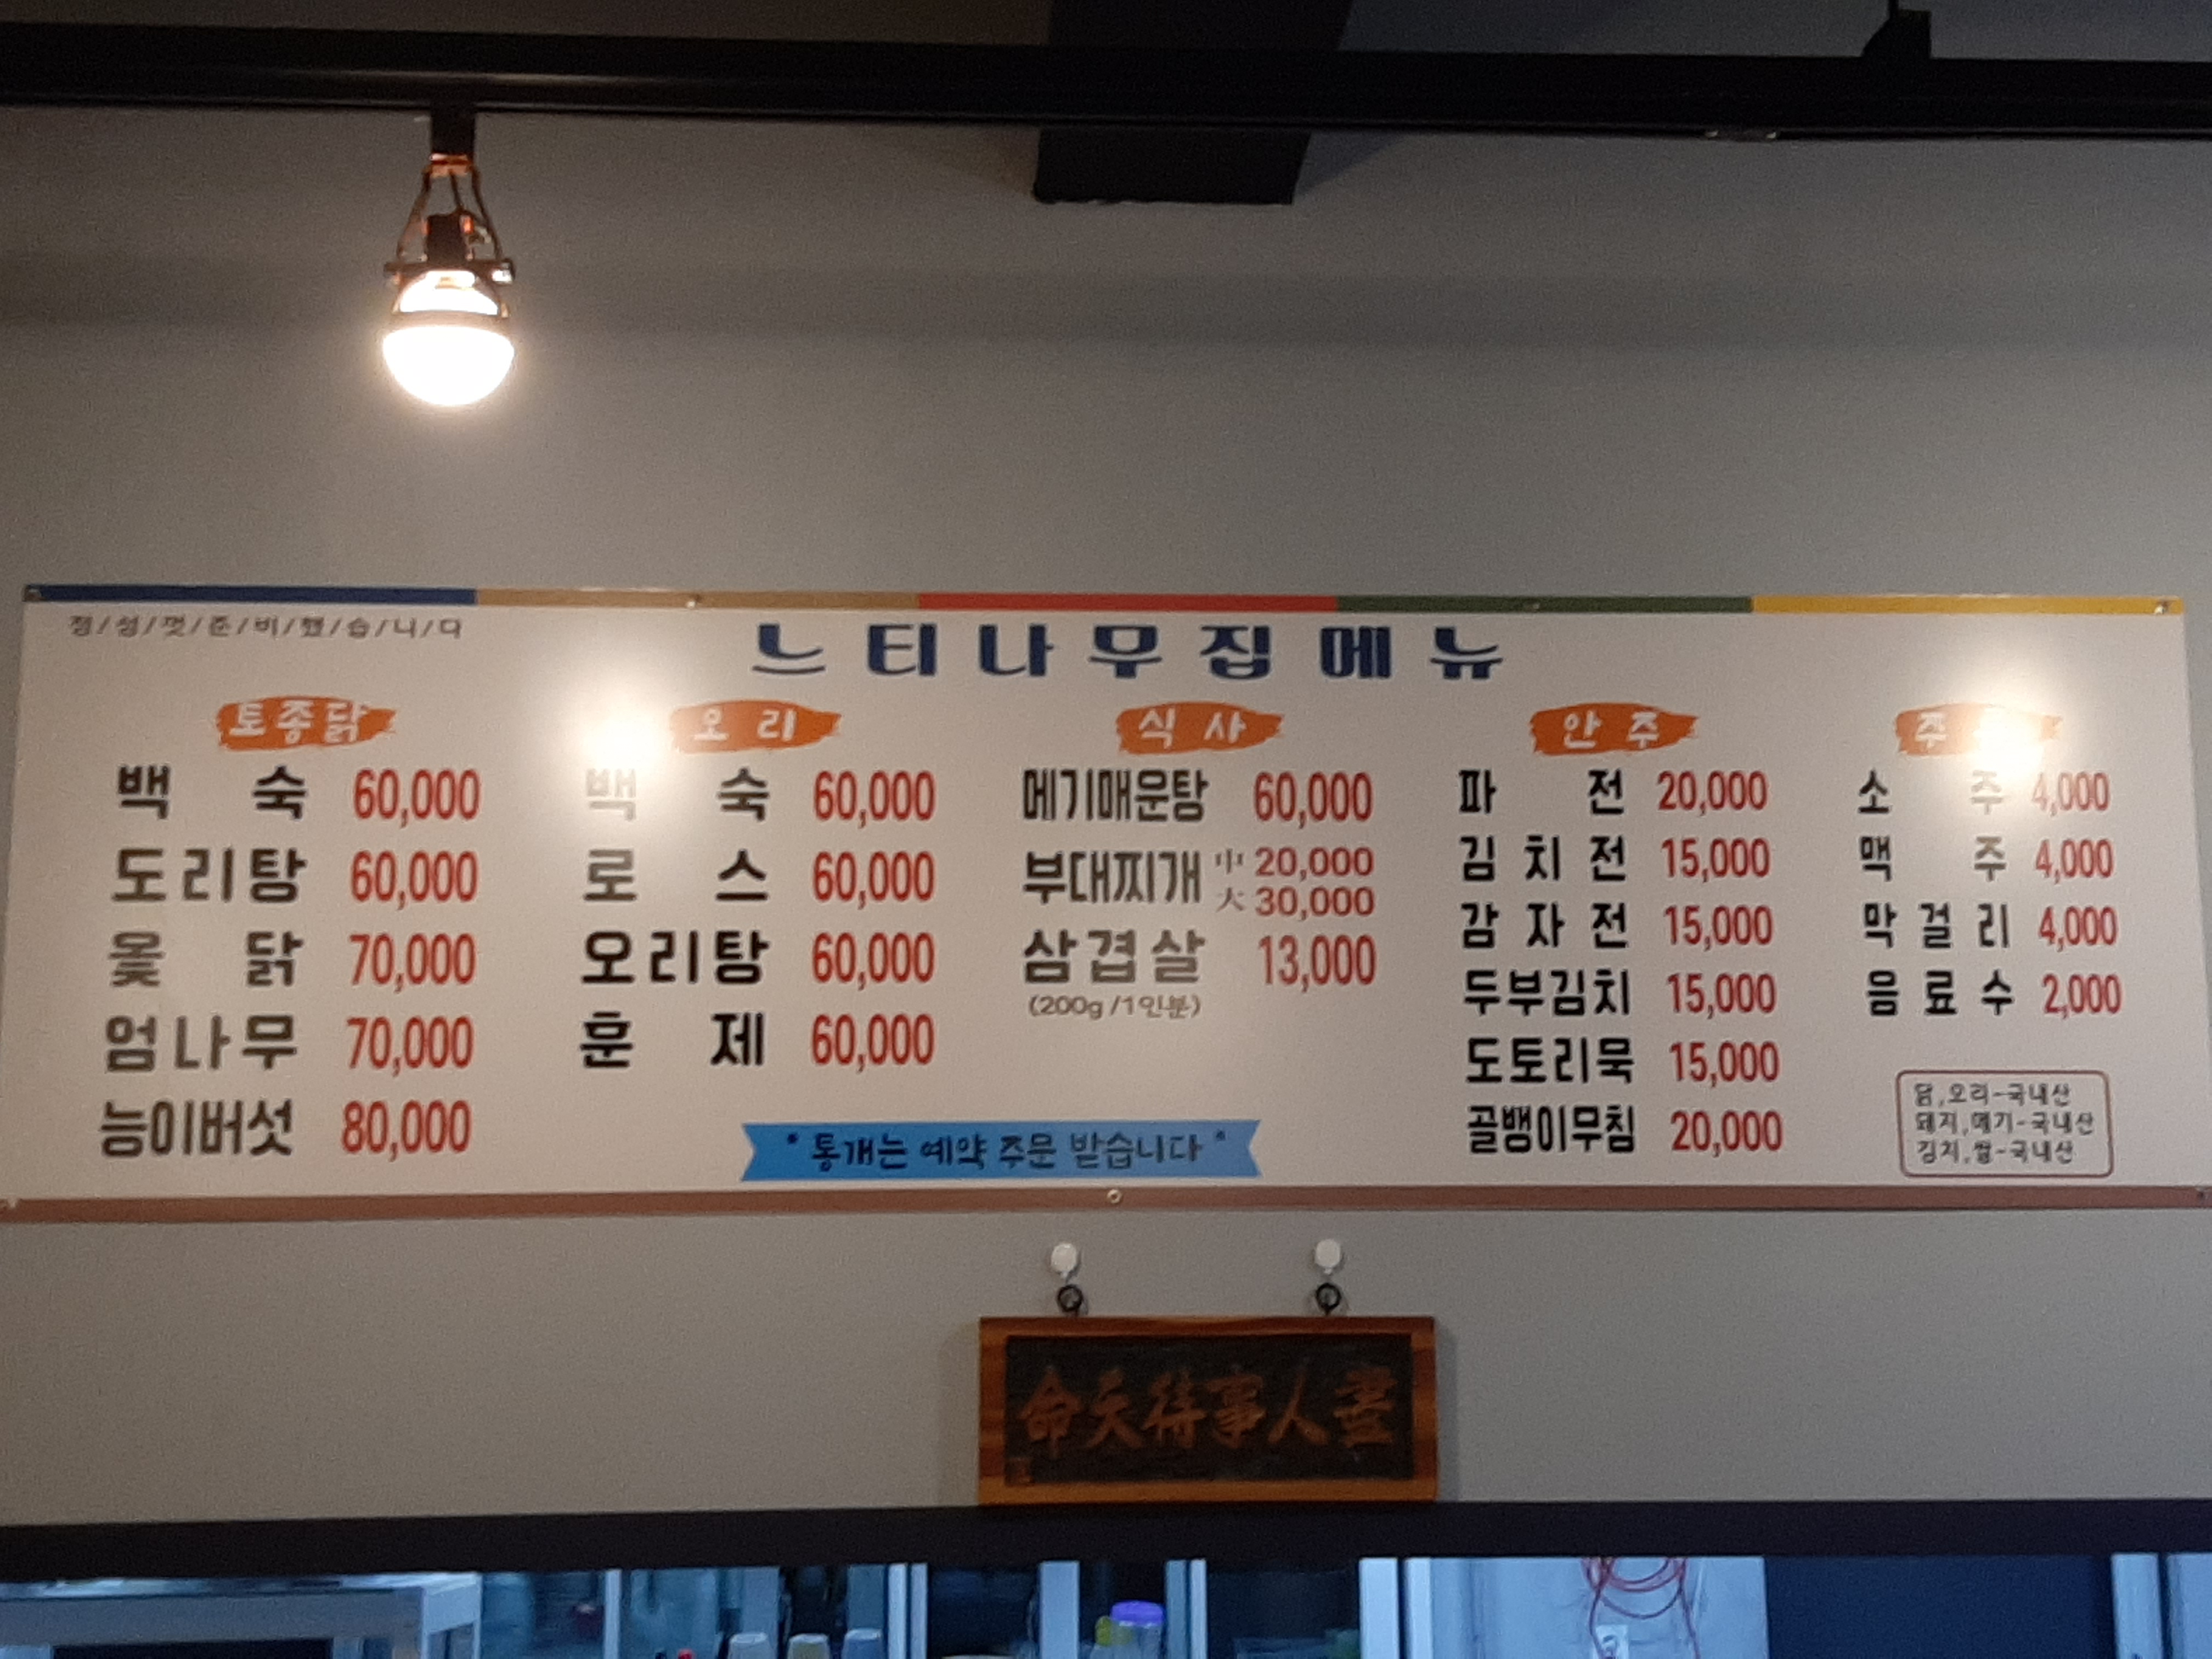 정/성/껏/준/비/했/습/니/다
느티나무집메뉴
토종닭
백 숙 60,000
도리탕 60,000
옻 닭 70,000
엄나무 70,000
능이버섯 80,000
오리
백 숙 60,000
로 스 60,000
오리탕 60,000
훈 제 60,000
식사
메기매운탕 60,000
부대찌개 中 20,000
大 30,000
삼겹살 13,000
(200g/1인분)
* 통개는 예약 주문 받습니다 *
안주
파 전 20,000
김치전 15,000
감자전 15,000
두부김치 15,000
도토리묵 15,000
골뱅이무침 20,000
소 주 4,000
맥 주 4,000
막걸리 4,000
음료수 2,000
닭,오리-국내산
돼지,메기-국내산
김치,쌀-국내산
命天待事人盡